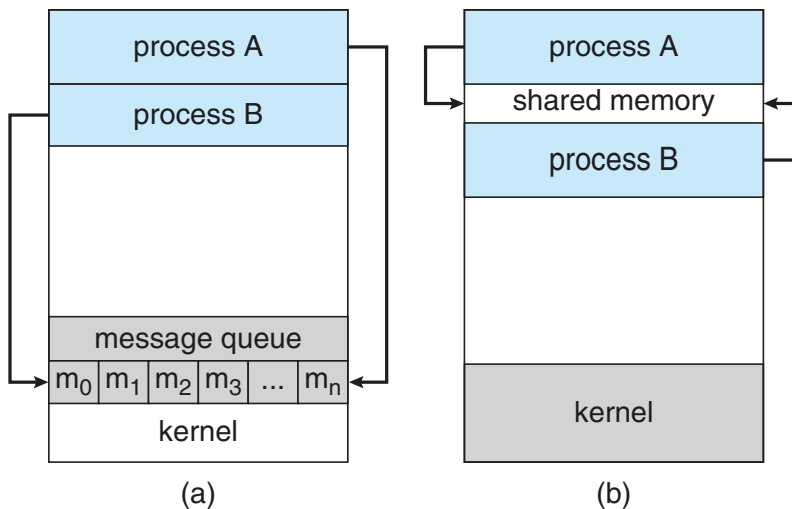 process A
process B
message queue
m0 m1 m2 m3 ... mn
kernel
(a)
process A
shared memory
process B
kernel
(b)